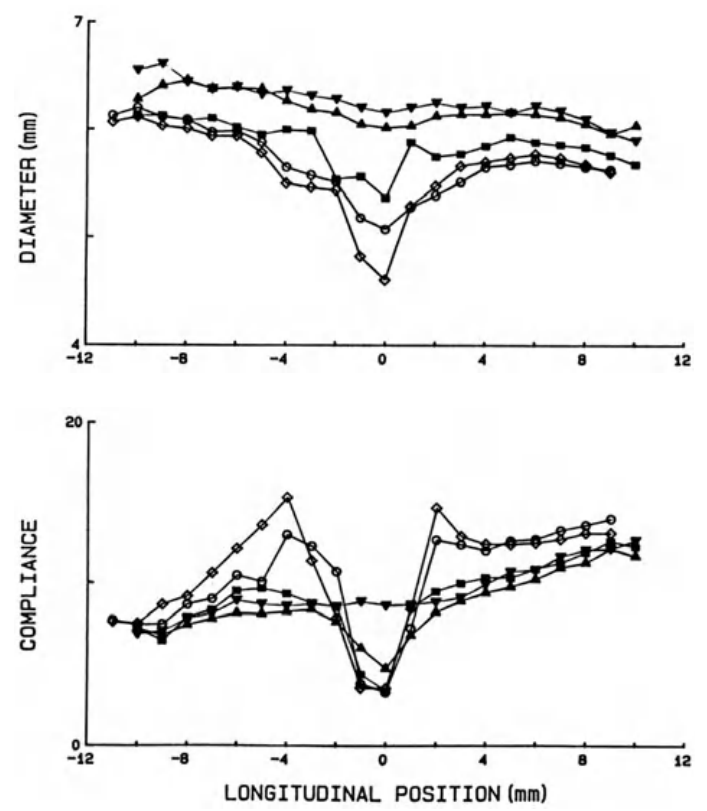 7
DIAMETER (mm)
4
-12 -8 -4 0 4 8 12
20
COMPLIANCE
0
-12 -8 -4 0 4 8 12
LONGITUDINAL POSITION (mm)